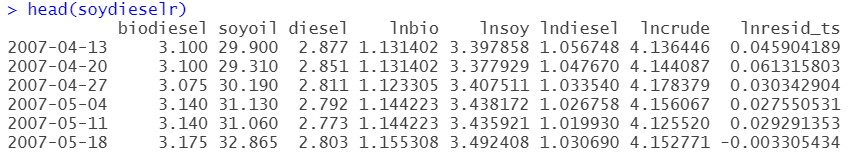 > head(soydieselr)
biodiesel soyoil diesel lnbio lnsoy lndiesel lncrude lnresid_ts
2007-04-13 3.100 29.900 2.877 1.131402 3.397858 1.056748 4.136446 0.045904189
2007-04-20 3.100 29.310 2.851 1.131402 3.377929 1.047670 4.144087 0.061315803
2007-04-27 3.075 30.190 2.811 1.123305 3.407511 1.033540 4.178379 0.030342904
2007-05-04 3.140 31.130 2.792 1.144223 3.438172 1.026758 4.156067 0.027550531
2007-05-11 3.140 31.060 2.773 1.144223 3.435921 1.019930 4.125520 0.029291353
2007-05-18 3.175 32.865 2.803 1.155308 3.492408 1.030690 4.152771 -0.003305434